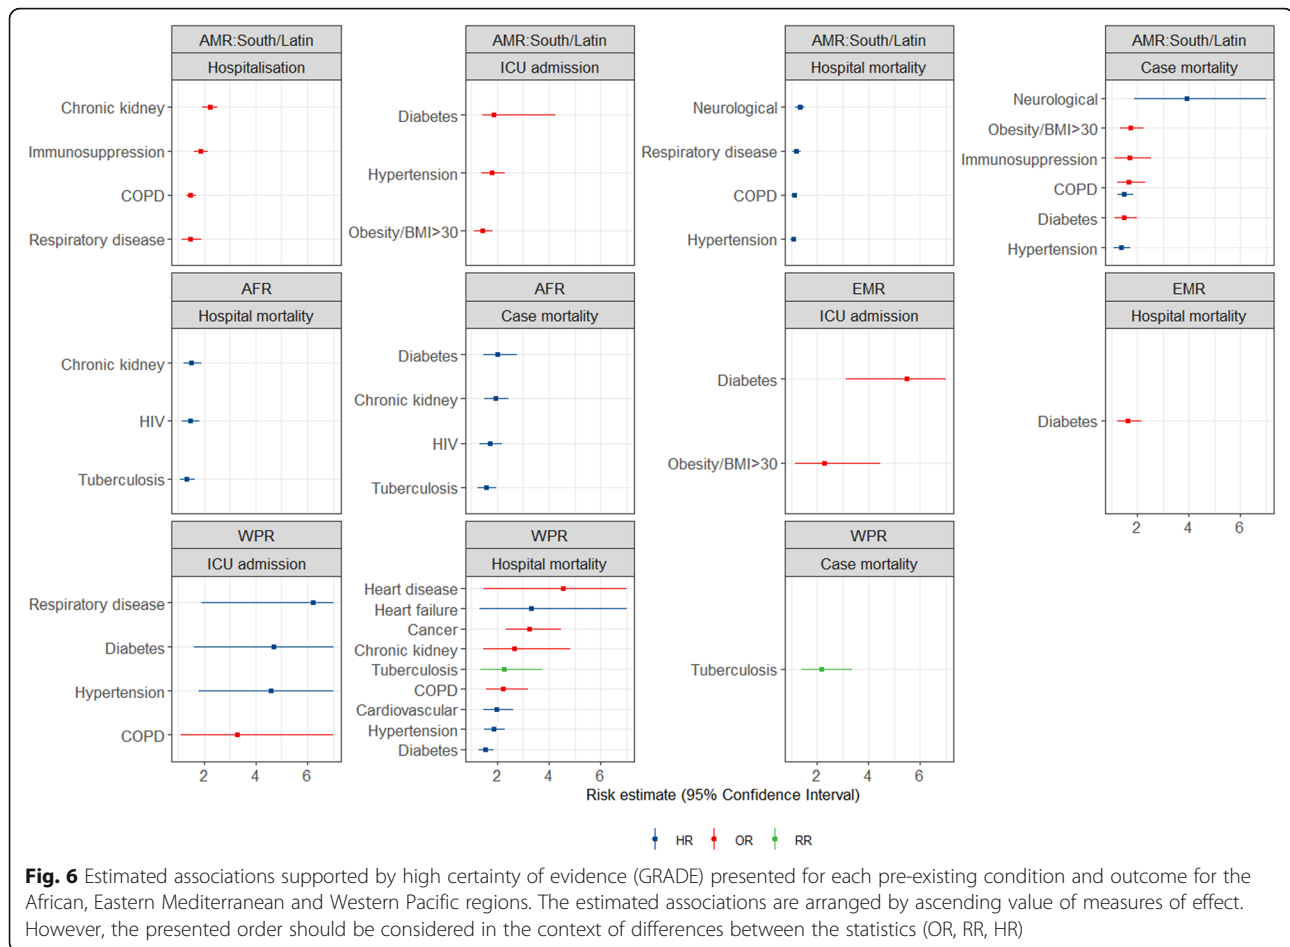 AMR:South/Latin
Hospitalisation
Chronic kidney
Immunosuppression
COPD
Respiratory disease
AMR:South/Latin
ICU admission
Diabetes
Hypertension
Obesity/BMI>30
AMR:South/Latin
Hospital mortality
Neurological
Respiratory disease
COPD
Hypertension
AMR:South/Latin
Case mortality
Neurological
Obesity/BMI>30
Immunosuppression
COPD
Diabetes
Hypertension
AFR
Hospital mortality
Chronic kidney
HIV
Tuberculosis
AFR
Case mortality
Diabetes
Chronic kidney
HIV
Tuberculosis
EMR
ICU admission
Diabetes
Obesity/BMI>30
EMR
Hospital mortality
Diabetes
2 4 6
WPR
ICU admission
Respiratory disease
Diabetes
Hypertension
COPD
2 4 6
WPR
Hospital mortality
Heart disease
Heart failure
Cancer
Chronic kidney
Tuberculosis
COPD
Cardiovascular
Hypertension
Diabetes
2 4 6
WPR
Case mortality
Tuberculosis
2 4 6
Risk estimate (95% Confidence Interval)
HR OR RR
Fig. 6 Estimated associations supported by high certainty of evidence (GRADE) presented for each pre-existing condition and outcome for the
African, Eastern Mediterranean and Western Pacific regions. The estimated associations are arranged by ascending value of measures of effect.
However, the presented order should be considered in the context of differences between the statistics (OR, RR, HR)